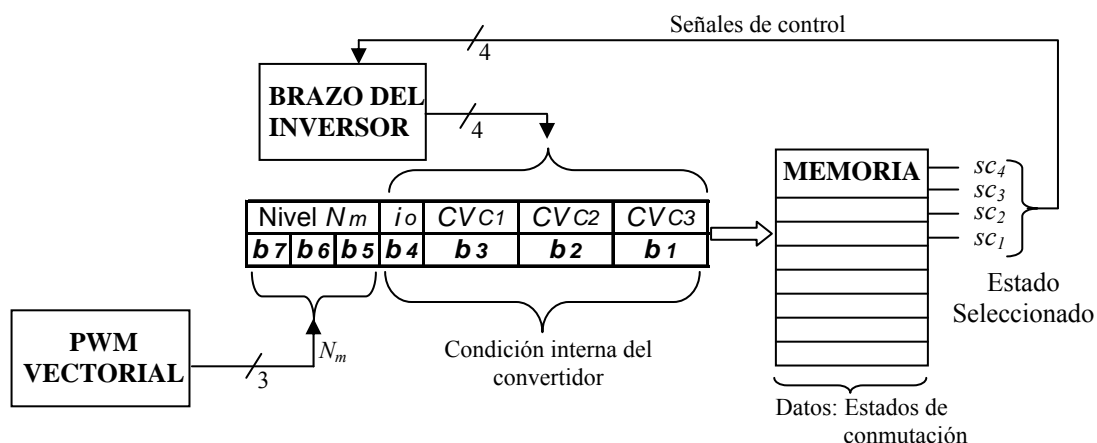 Señales de control
4
BRAZO DEL
INVERSOR
4
MEMORIA
sc4
sc3
sc2
sc1
Nivel Nm io CVC1 CVC2 CVC3
b7 b6 b5 b4 b3 b2 b1
Estado
Seleccionado
PWM
VECTORIAL
3
Nm
Condición interna del
convertidor
Datos: Estados de
conmutación